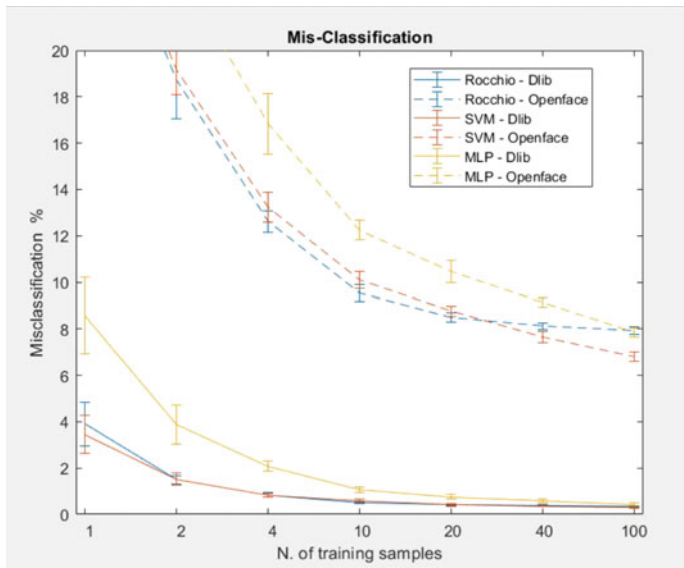 Mis-Classification
Misclassification %
20
18
16
14
12
10
8
6
4
2
0
Rocchio - Dlib
Rocchio - Openface
SVM - Dlib
SVM - Openface
MLP - Dlib
MLP - Openface
1 2 4 10 20 40 100
N. of training samples